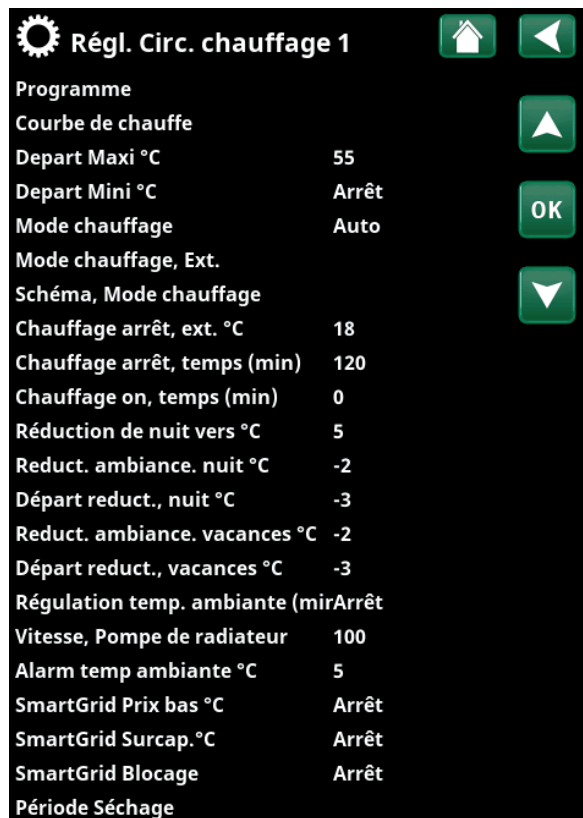 Régl. Circ. chauffage 1
Programme
Courbe de chauffe
Depart Maxi °C 55
Depart Mini °C Arrêt
Mode chauffage Auto
OK
Mode chauffage, Ext.
Schéma, Mode chauffage
Chauffage arrêt, ext. °C 18
Chauffage arrêt, temps (min) 120
Chauffage on, temps (min) 0
Réduction de nuit vers °C 5
Reduct. ambiance. nuit °C -2
Départ reduct., nuit °C -3
Reduct. ambiance. vacances °C -2
Départ reduct., vacances °C -3
Régulation temp. ambiante (mirArrêt
Vitesse, Pompe de radiateur 100
Alarm temp ambiante °C 5
SmartGrid Prix bas °C Arrêt
SmartGrid Surcap.°C Arrêt
SmartGrid Blocage Arrêt
Période Séchage